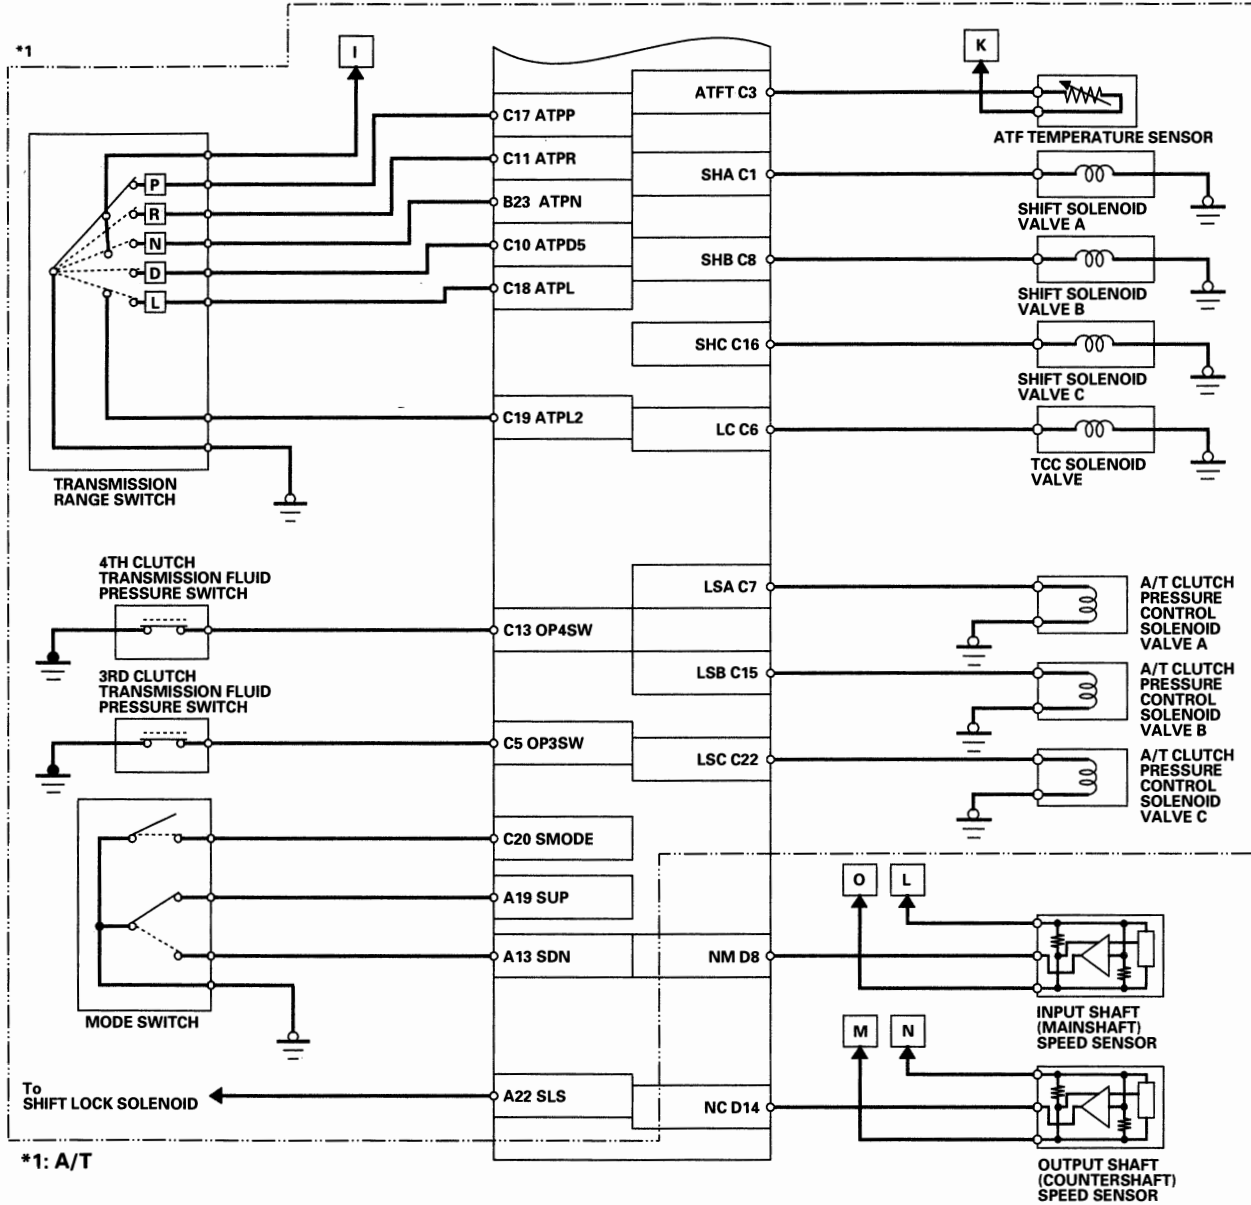 *1
I
K
C17 ATPP
C11 ATPR
B23 ATPN
C10 ATPD5
C18 ATPL
C19 ATPL2
P
R
N
D
L
TRANSMISSION
RANGE SWITCH
ATFT C3
SHA C1
SHB C8
SHC C16
LC C6
ATF TEMPERATURE SENSOR
SHIFT SOLENOID
VALVE A
SHIFT SOLENOID
VALVE B
SHIFT SOLENOID
VALVE C
TCC SOLENOID
VALVE
4TH CLUTCH
TRANSMISSION FLUID
PRESSURE SWITCH
C13 OP4SW
3RD CLUTCH
TRANSMISSION FLUID
PRESSURE SWITCH
C5 OP3SW
LSA C7
LSB C15
LSC C22
A/T CLUTCH
PRESSURE
CONTROL
SOLENOID
VALVE A
A/T CLUTCH
PRESSURE
CONTROL
SOLENOID
VALVE B
A/T CLUTCH
PRESSURE
CONTROL
SOLENOID
VALVE C
C20 SMODE
A19 SUP
A13 SDN
MODE SWITCH
NM D8
O
L
INPUT SHAFT
(MAINSHAFT)
SPEED SENSOR
M
N
To
SHIFT LOCK SOLENOID
A22 SLS
NC D14
OUTPUT SHAFT
(COUNTERSHAFT)
SPEED SENSOR
*1: A/T